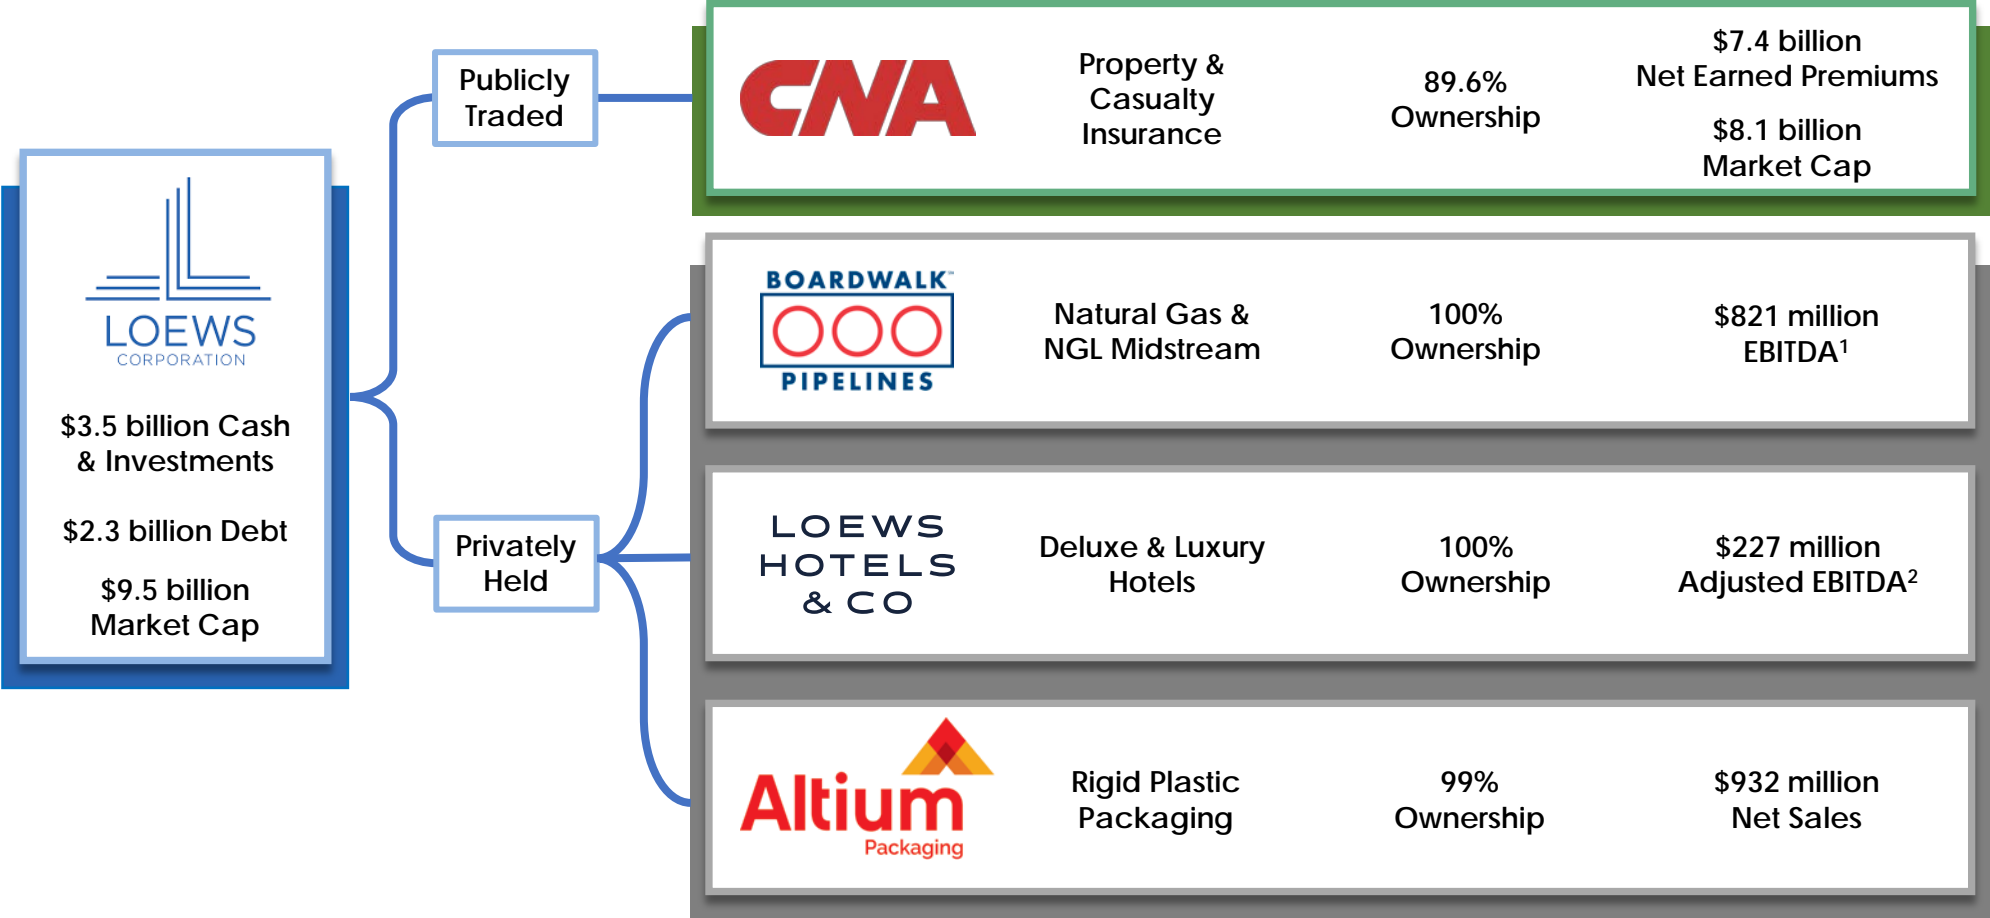 LOEWS
CORPORATION
$3.5 billion Cash
& Investments
$2.3 billion Debt
$9.5 billion
Market Cap
Publicly
Traded
Privately
Held
CNA
Property &
Casualty
Insurance
89.6%
Ownership
$7.4 billion
Net Earned Premiums
$8.1 billion
Market Cap
BOARDWALK™
PIPELINES
Natural Gas &
NGL Midstream
100%
Ownership
$821 million
EBITDA¹
LOEWS
HOTELS
& CO
Deluxe & Luxury
Hotels
100%
Ownership
$227 million
Adjusted EBITDA²
Altium
Packaging
Rigid Plastic
Packaging
99%
Ownership
$932 million
Net Sales